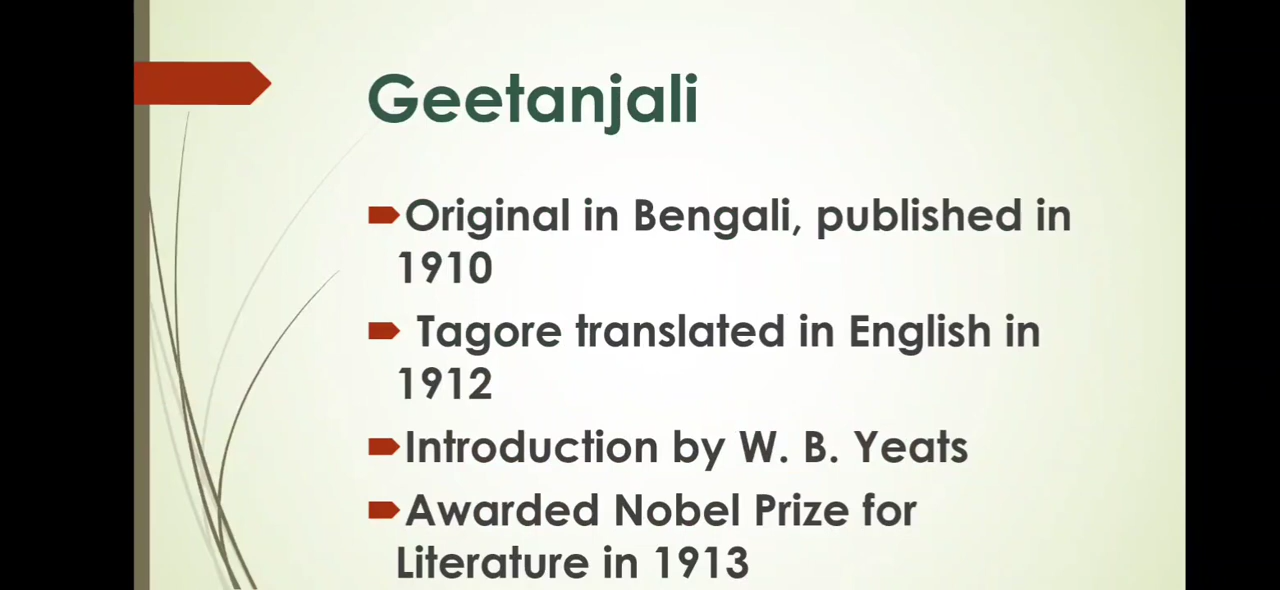 Geetanjali
Original in Bengali, published in
1910
Tagore translated in English in
1912
Introduction by W. B. Yeats
Awarded Nobel Prize for
Literature in 1913